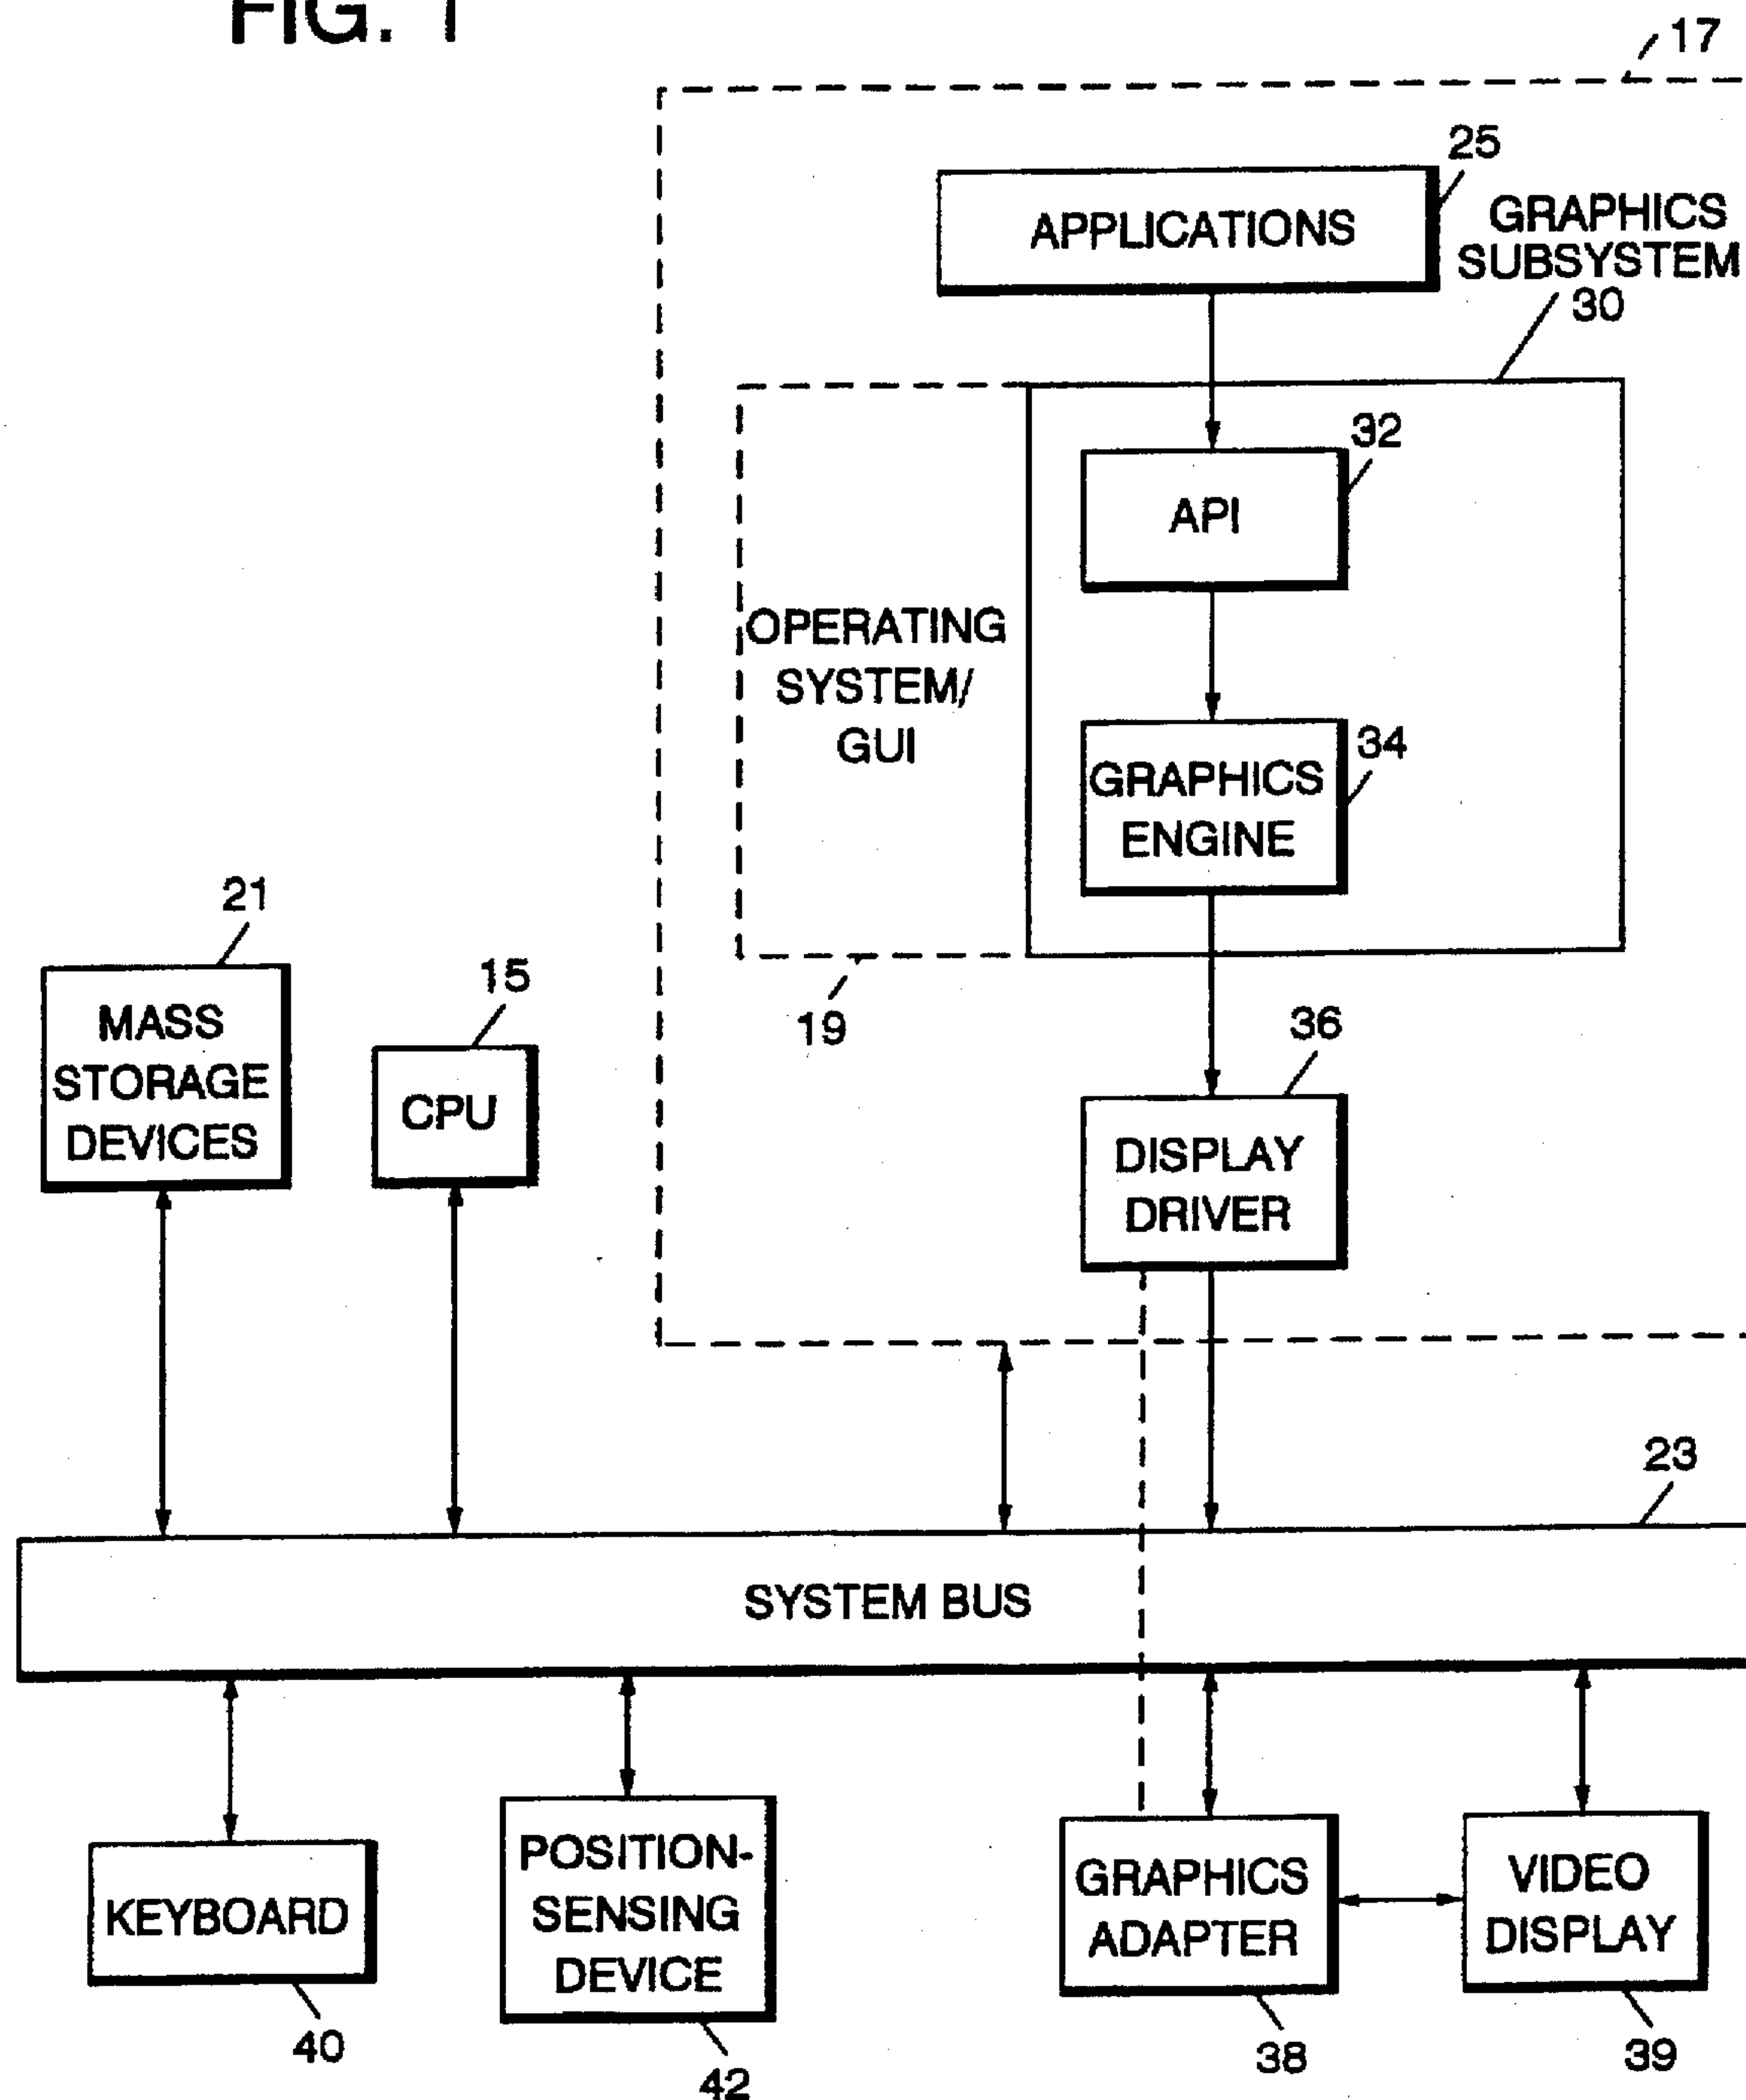 FIG. 1
17
25
APPLICATIONS
GRAPHICS
SUBSYSTEM
30
32
API
OPERATING
SYSTEM/
GUI
34
GRAPHICS
ENGINE
21
15
19
36
MASS
STORAGE
DEVICES
CPU
DISPLAY
DRIVER
23
SYSTEM BUS
KEYBOARD
POSITION-
SENSING
DEVICE
GRAPHICS
ADAPTER
VIDEO
DISPLAY
40
42
38
39